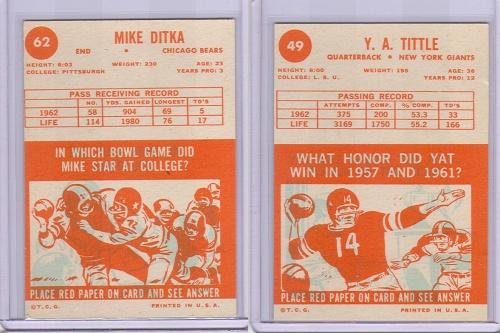 62
MIKE DITKA
END • CHICAGO BEARS
HEIGHT: 6:03 WEIGHT: 230 AGE: 23
COLLEGE: PITTSBURGH YEARS PRO: 3
PASS RECEIVING RECORD
NO. YDS. GAINED LONGEST TD'S
1962 58 904 69 5
LIFE 114 1980 76 17
IN WHICH BOWL GAME DID
MIKE STAR AT COLLEGE?
PLACE RED PAPER ON CARD AND SEE ANSWER
© T.C.G. PRINTED IN U.S.A.
49
Y. A. TITTLE
QUARTERBACK • NEW YORK GIANTS
HEIGHT: 6:00 WEIGHT: 195 AGE: 36
COLLEGE: L. S. U. YEARS PRO: 12
PASSING RECORD
ATTEMPTS COMP. % COMP. TD'S
1962 375 200 53.3 33
LIFE 3169 1750 55.2 166
WHAT HONOR DID YAT
WIN IN 1957 AND 1961?
14
PLACE RED PAPER ON CARD AND SEE ANSWER
© T.C.G. PRINTED IN U.S.A.